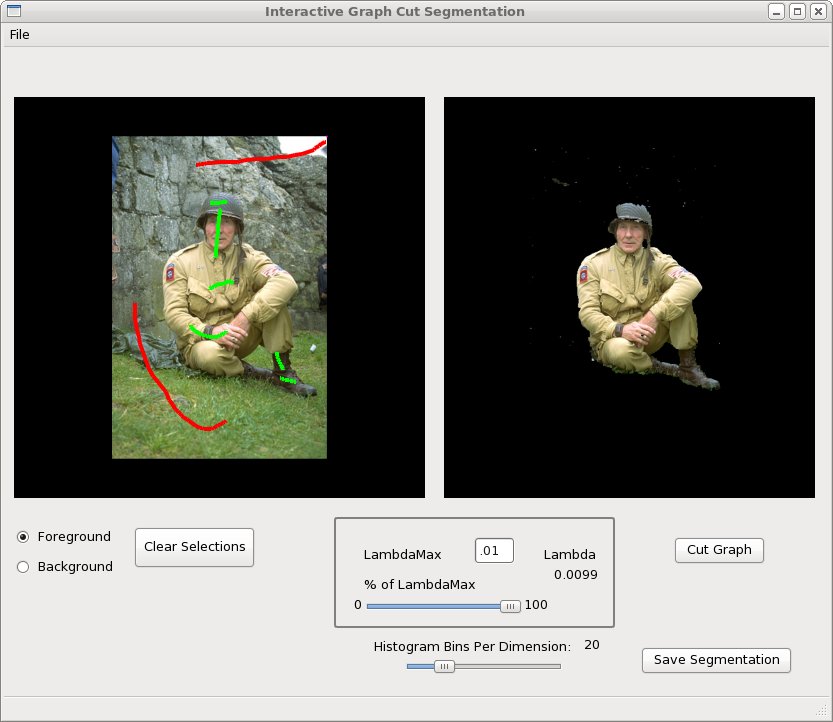 Interactive Graph Cut Segmentation
File
Foreground
Background
Clear Selections
LambdaMax
.01
Lambda
0.0099
% of LambdaMax
0
100
Cut Graph
Histogram Bins Per Dimension:
20
Save Segmentation